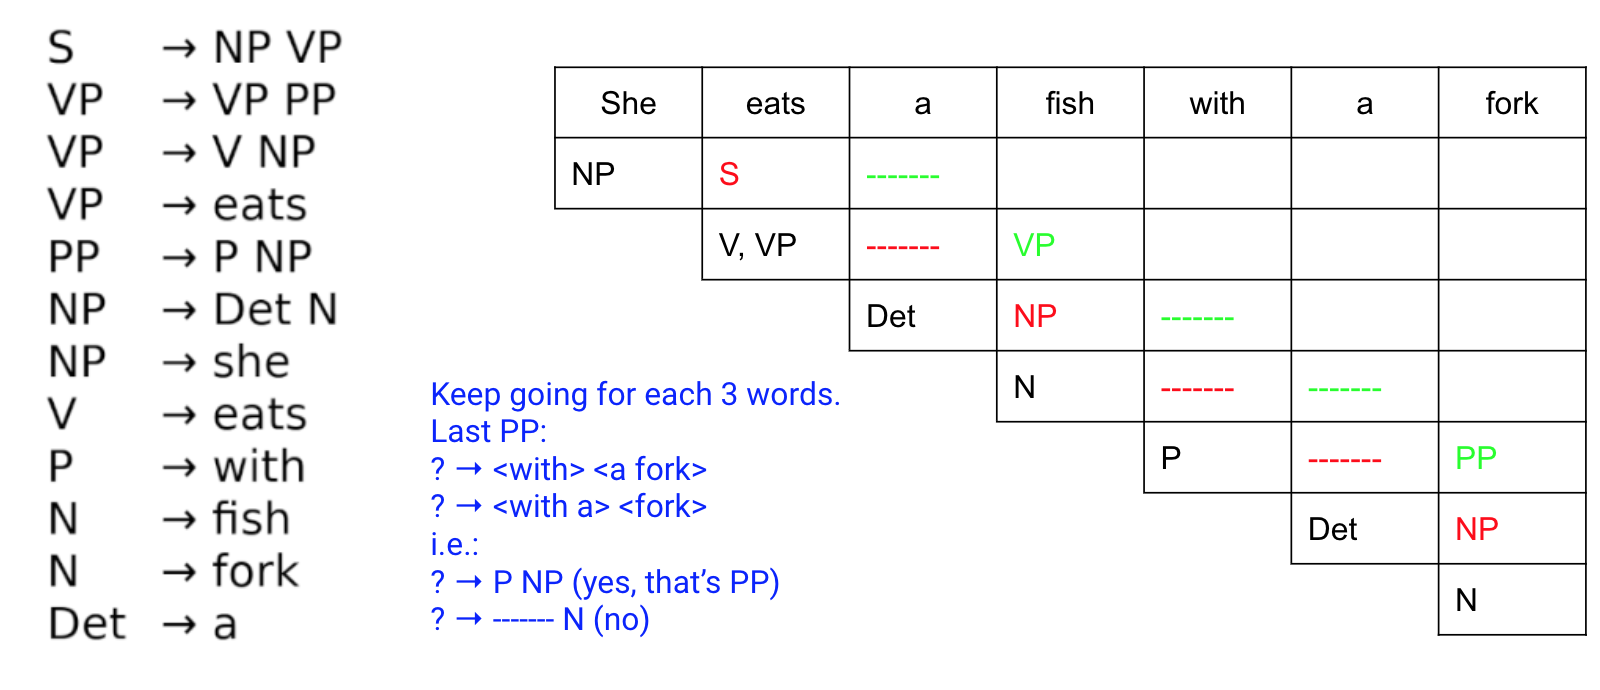 S → NP VP
VP → VP PP
VP → V NP
VP → eats
PP → P NP
NP → Det N
NP → she
V → eats
P → with
N → fish
N → fork
Det → a
She eats a fish with a fork
NP S -------
V, VP ------- VP
Det NP -------
N ------- -------
P ------- PP
Det NP
N
Keep going for each 3 words.
Last PP:
? → <with> <a fork>
? → <with a> <fork>
i.e.:
? → P NP (yes, that’s PP)
? → ------- N (no)